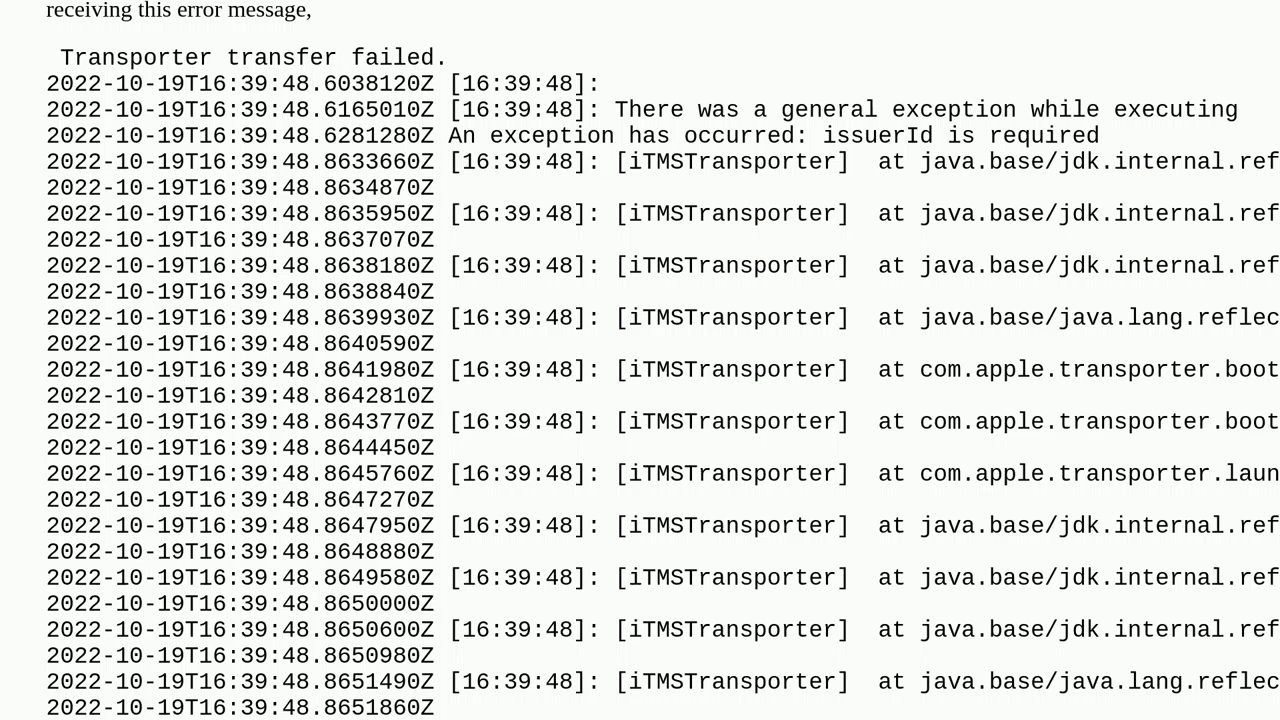 receiving this error message,
Transporter transfer failed.
2022-10-19T16:39:48.6038120Z [16:39:48]:
2022-10-19T16:39:48.6165010Z [16:39:48]: There was a general exception while executing
2022-10-19T16:39:48.6281280Z An exception has occurred: issuerId is required
2022-10-19T16:39:48.8633660Z [16:39:48]: [iTMSTransporter]  at java.base/jdk.internal.ref
2022-10-19T16:39:48.8634870Z
2022-10-19T16:39:48.8635950Z [16:39:48]: [iTMSTransporter]  at java.base/jdk.internal.ref
2022-10-19T16:39:48.8637070Z
2022-10-19T16:39:48.8638180Z [16:39:48]: [iTMSTransporter]  at java.base/jdk.internal.ref
2022-10-19T16:39:48.8638840Z
2022-10-19T16:39:48.8639930Z [16:39:48]: [iTMSTransporter]  at java.base/java.lang.reflec
2022-10-19T16:39:48.8640590Z
2022-10-19T16:39:48.8641980Z [16:39:48]: [iTMSTransporter]  at com.apple.transporter.boot
2022-10-19T16:39:48.8642810Z
2022-10-19T16:39:48.8643770Z [16:39:48]: [iTMSTransporter]  at com.apple.transporter.boot
2022-10-19T16:39:48.8644450Z
2022-10-19T16:39:48.8645760Z [16:39:48]: [iTMSTransporter]  at com.apple.transporter.laun
2022-10-19T16:39:48.8647270Z
2022-10-19T16:39:48.8647950Z [16:39:48]: [iTMSTransporter]  at java.base/jdk.internal.ref
2022-10-19T16:39:48.8648880Z
2022-10-19T16:39:48.8649580Z [16:39:48]: [iTMSTransporter]  at java.base/jdk.internal.ref
2022-10-19T16:39:48.8650000Z
2022-10-19T16:39:48.8650600Z [16:39:48]: [iTMSTransporter]  at java.base/jdk.internal.ref
2022-10-19T16:39:48.8650980Z
2022-10-19T16:39:48.8651490Z [16:39:48]: [iTMSTransporter]  at java.base/java.lang.reflec
2022-10-19T16:39:48.8651860Z